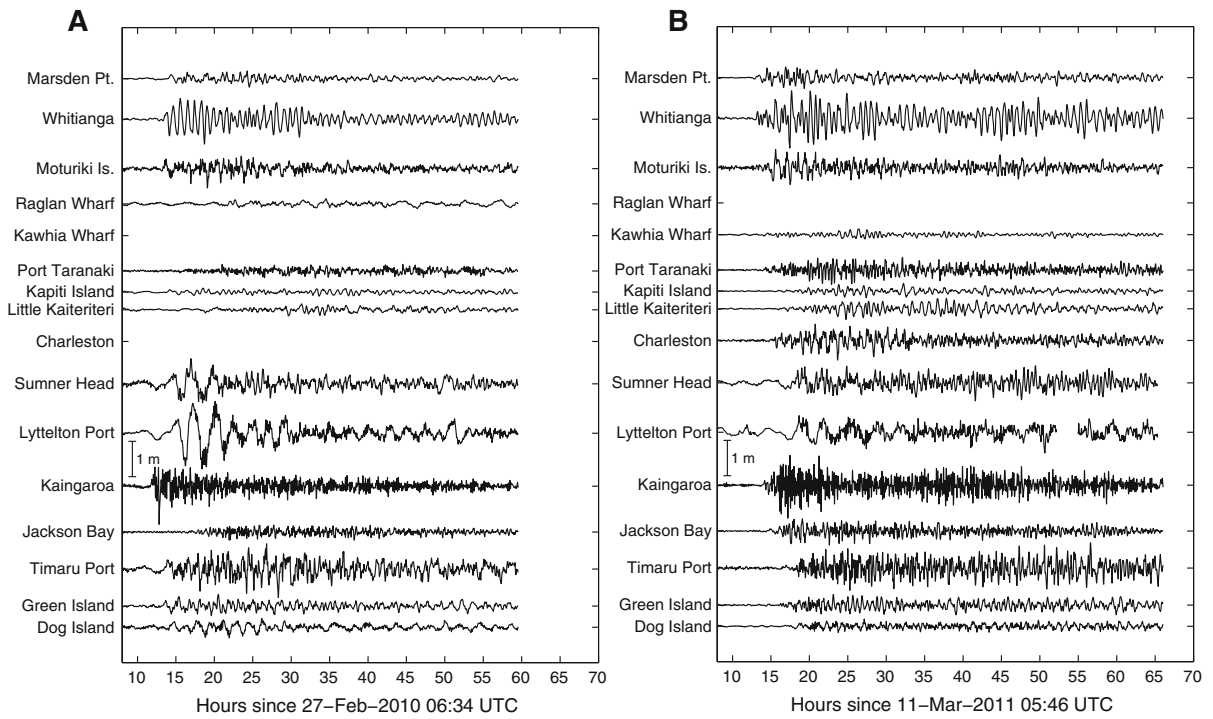 A
Marsden Pt.
Whitianga
Moturiki Is.
Raglan Wharf
Kawhia Wharf
Port Taranaki
Kapiti Island
Little Kaiteriteri
Charleston
Sumner Head
Lyttelton Port
1 m
Kaingaroa
Jackson Bay
Timaru Port
Green Island
Dog Island
10 15 20 25 30 35 40 45 50 55 60 65 70
Hours since 27−Feb−2010 06:34 UTC
B
Marsden Pt.
Whitianga
Moturiki Is.
Raglan Wharf
Kawhia Wharf
Port Taranaki
Kapiti Island
Little Kaiteriteri
Charleston
Sumner Head
Lyttelton Port
1 m
Kaingaroa
Jackson Bay
Timaru Port
Green Island
Dog Island
10 15 20 25 30 35 40 45 50 55 60 65 70
Hours since 11−Mar−2011 05:46 UTC